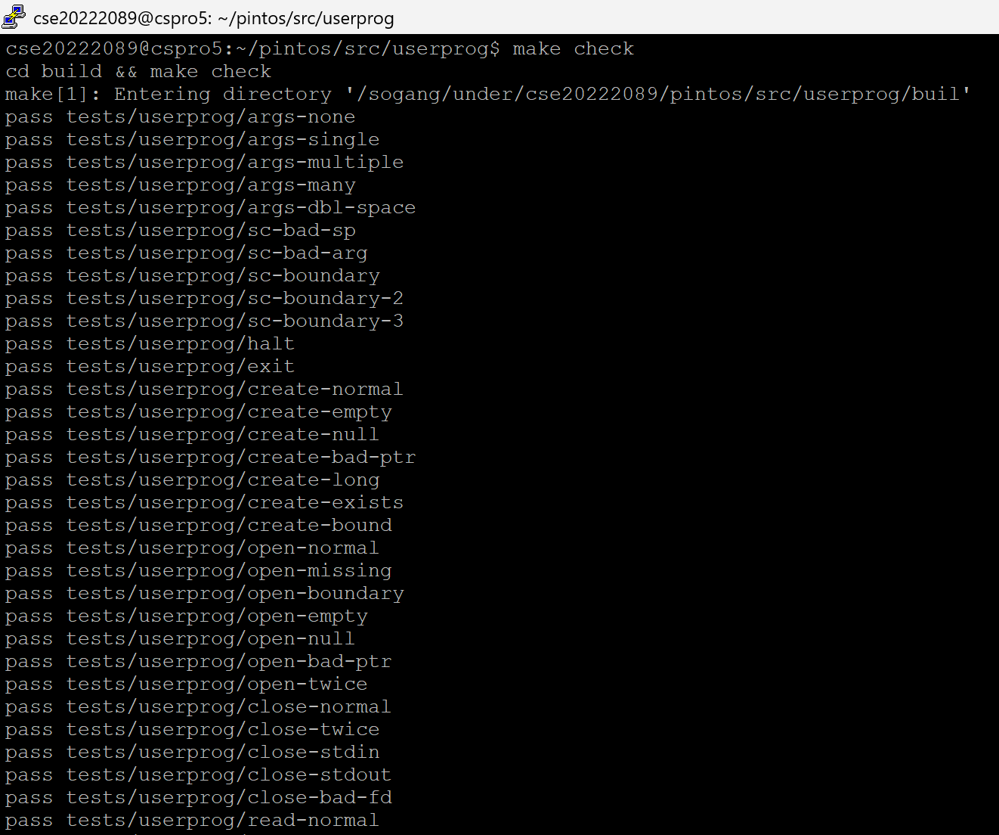 cse20222089@cspro5: ~/pintos/src/userprog
cse20222089@cspro5:~/pintos/src/userprog$ make check
cd build && make check
make[1]: Entering directory '/sogang/under/cse20222089/pintos/src/userprog/buil'
pass tests/userprog/args-none
pass tests/userprog/args-single
pass tests/userprog/args-multiple
pass tests/userprog/args-many
pass tests/userprog/args-dbl-space
pass tests/userprog/sc-bad-sp
pass tests/userprog/sc-bad-arg
pass tests/userprog/sc-boundary
pass tests/userprog/sc-boundary-2
pass tests/userprog/sc-boundary-3
pass tests/userprog/halt
pass tests/userprog/exit
pass tests/userprog/create-normal
pass tests/userprog/create-empty
pass tests/userprog/create-null
pass tests/userprog/create-bad-ptr
pass tests/userprog/create-long
pass tests/userprog/create-exists
pass tests/userprog/create-bound
pass tests/userprog/open-normal
pass tests/userprog/open-missing
pass tests/userprog/open-boundary
pass tests/userprog/open-empty
pass tests/userprog/open-null
pass tests/userprog/open-bad-ptr
pass tests/userprog/open-twice
pass tests/userprog/close-normal
pass tests/userprog/close-twice
pass tests/userprog/close-stdin
pass tests/userprog/close-stdout
pass tests/userprog/close-bad-fd
pass tests/userprog/read-normal